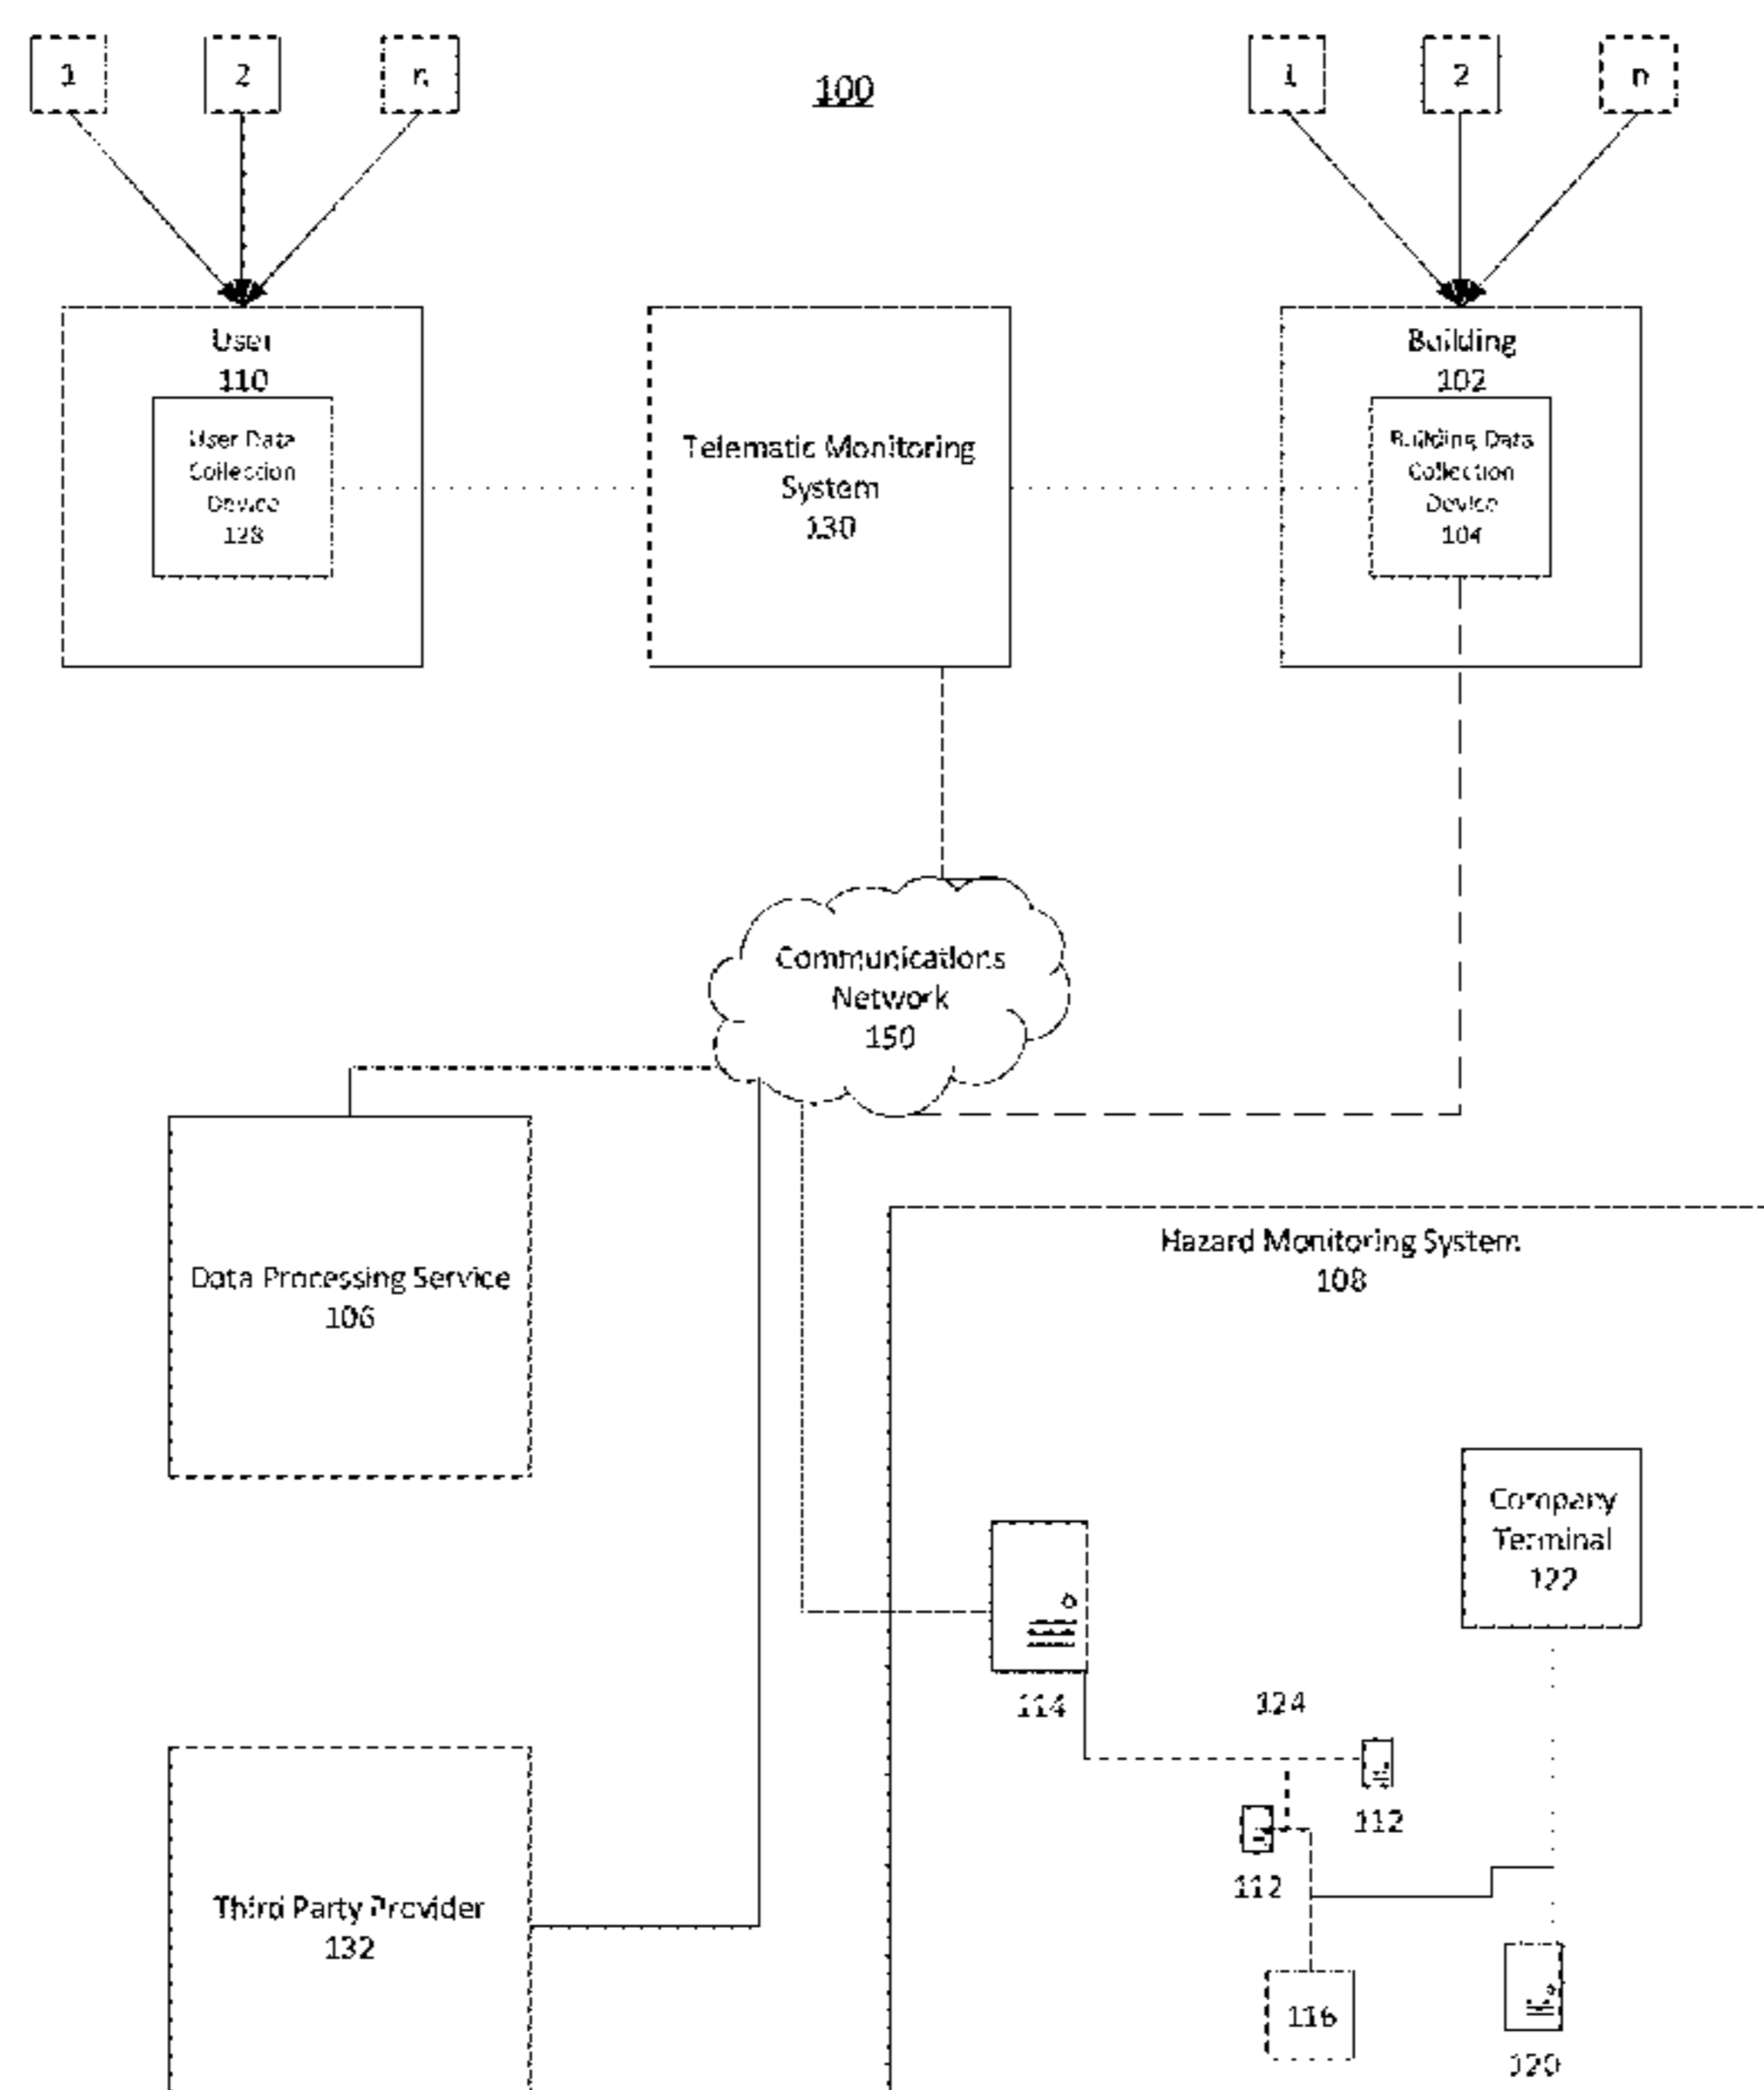 1 2 n
100
1 2 n
User
110
User Data
Collection
Device
128
Telematic Monitoring
System
130
Building
102
Building Data
Collection
Device
104
Communications
Network
150
Data Processing Service
106
Hazard Monitoring System
108
Company
Terminal
122
114
124
112
112
Third Party Provider
132
116
120